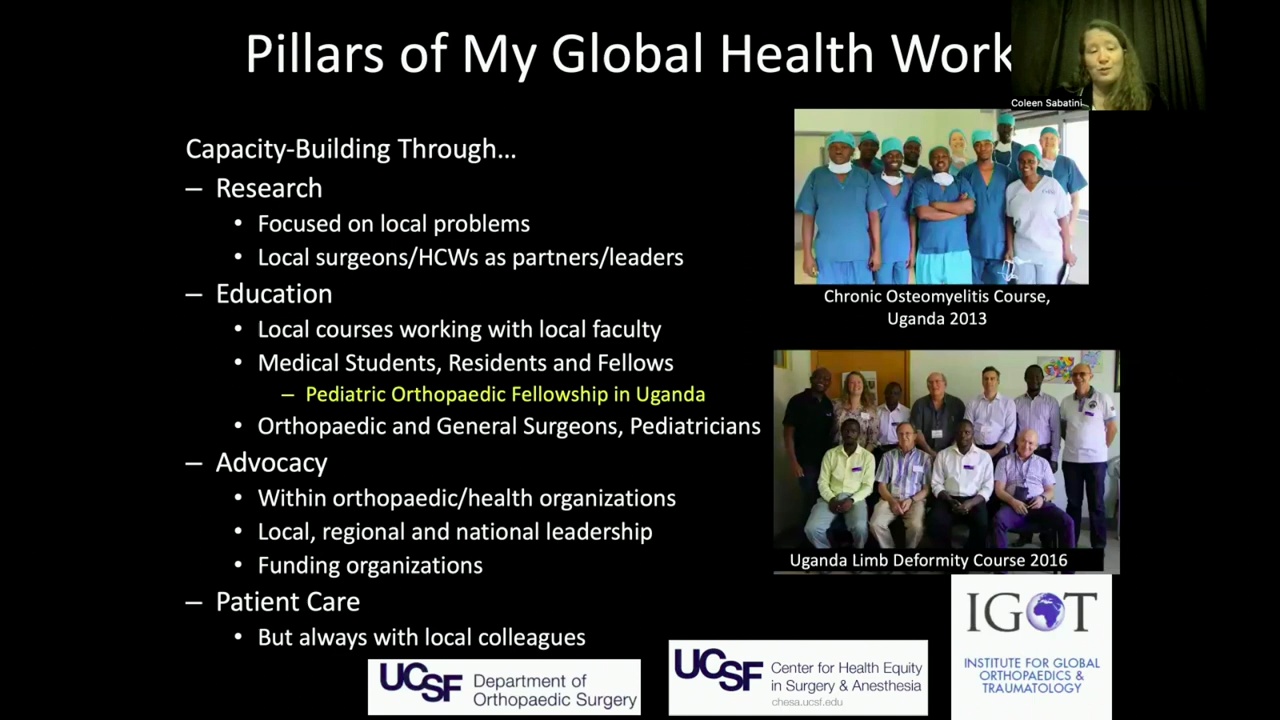 Pillars of My Global Health Work
Coleen Sabatini
Capacity-Building Through...
– Research
• Focused on local problems
• Local surgeons/HCWs as partners/leaders
– Education
• Local courses working with local faculty
• Medical Students, Residents and Fellows
– Pediatric Orthopaedic Fellowship in Uganda
• Orthopaedic and General Surgeons, Pediatricians
– Advocacy
• Within orthopaedic/health organizations
• Local, regional and national leadership
• Funding organizations
– Patient Care
• But always with local colleagues
Chronic Osteomyelitis Course,
Uganda 2013
Uganda Limb Deformity Course 2016
UCSF
Department of
Orthopaedic Surgery
UCSF
Center for Health Equity
in Surgery & Anesthesia
chesa.ucsf.edu
IGOT
INSTITUTE FOR GLOBAL
ORTHOPAEDICS &
TRAUMATOLOGY